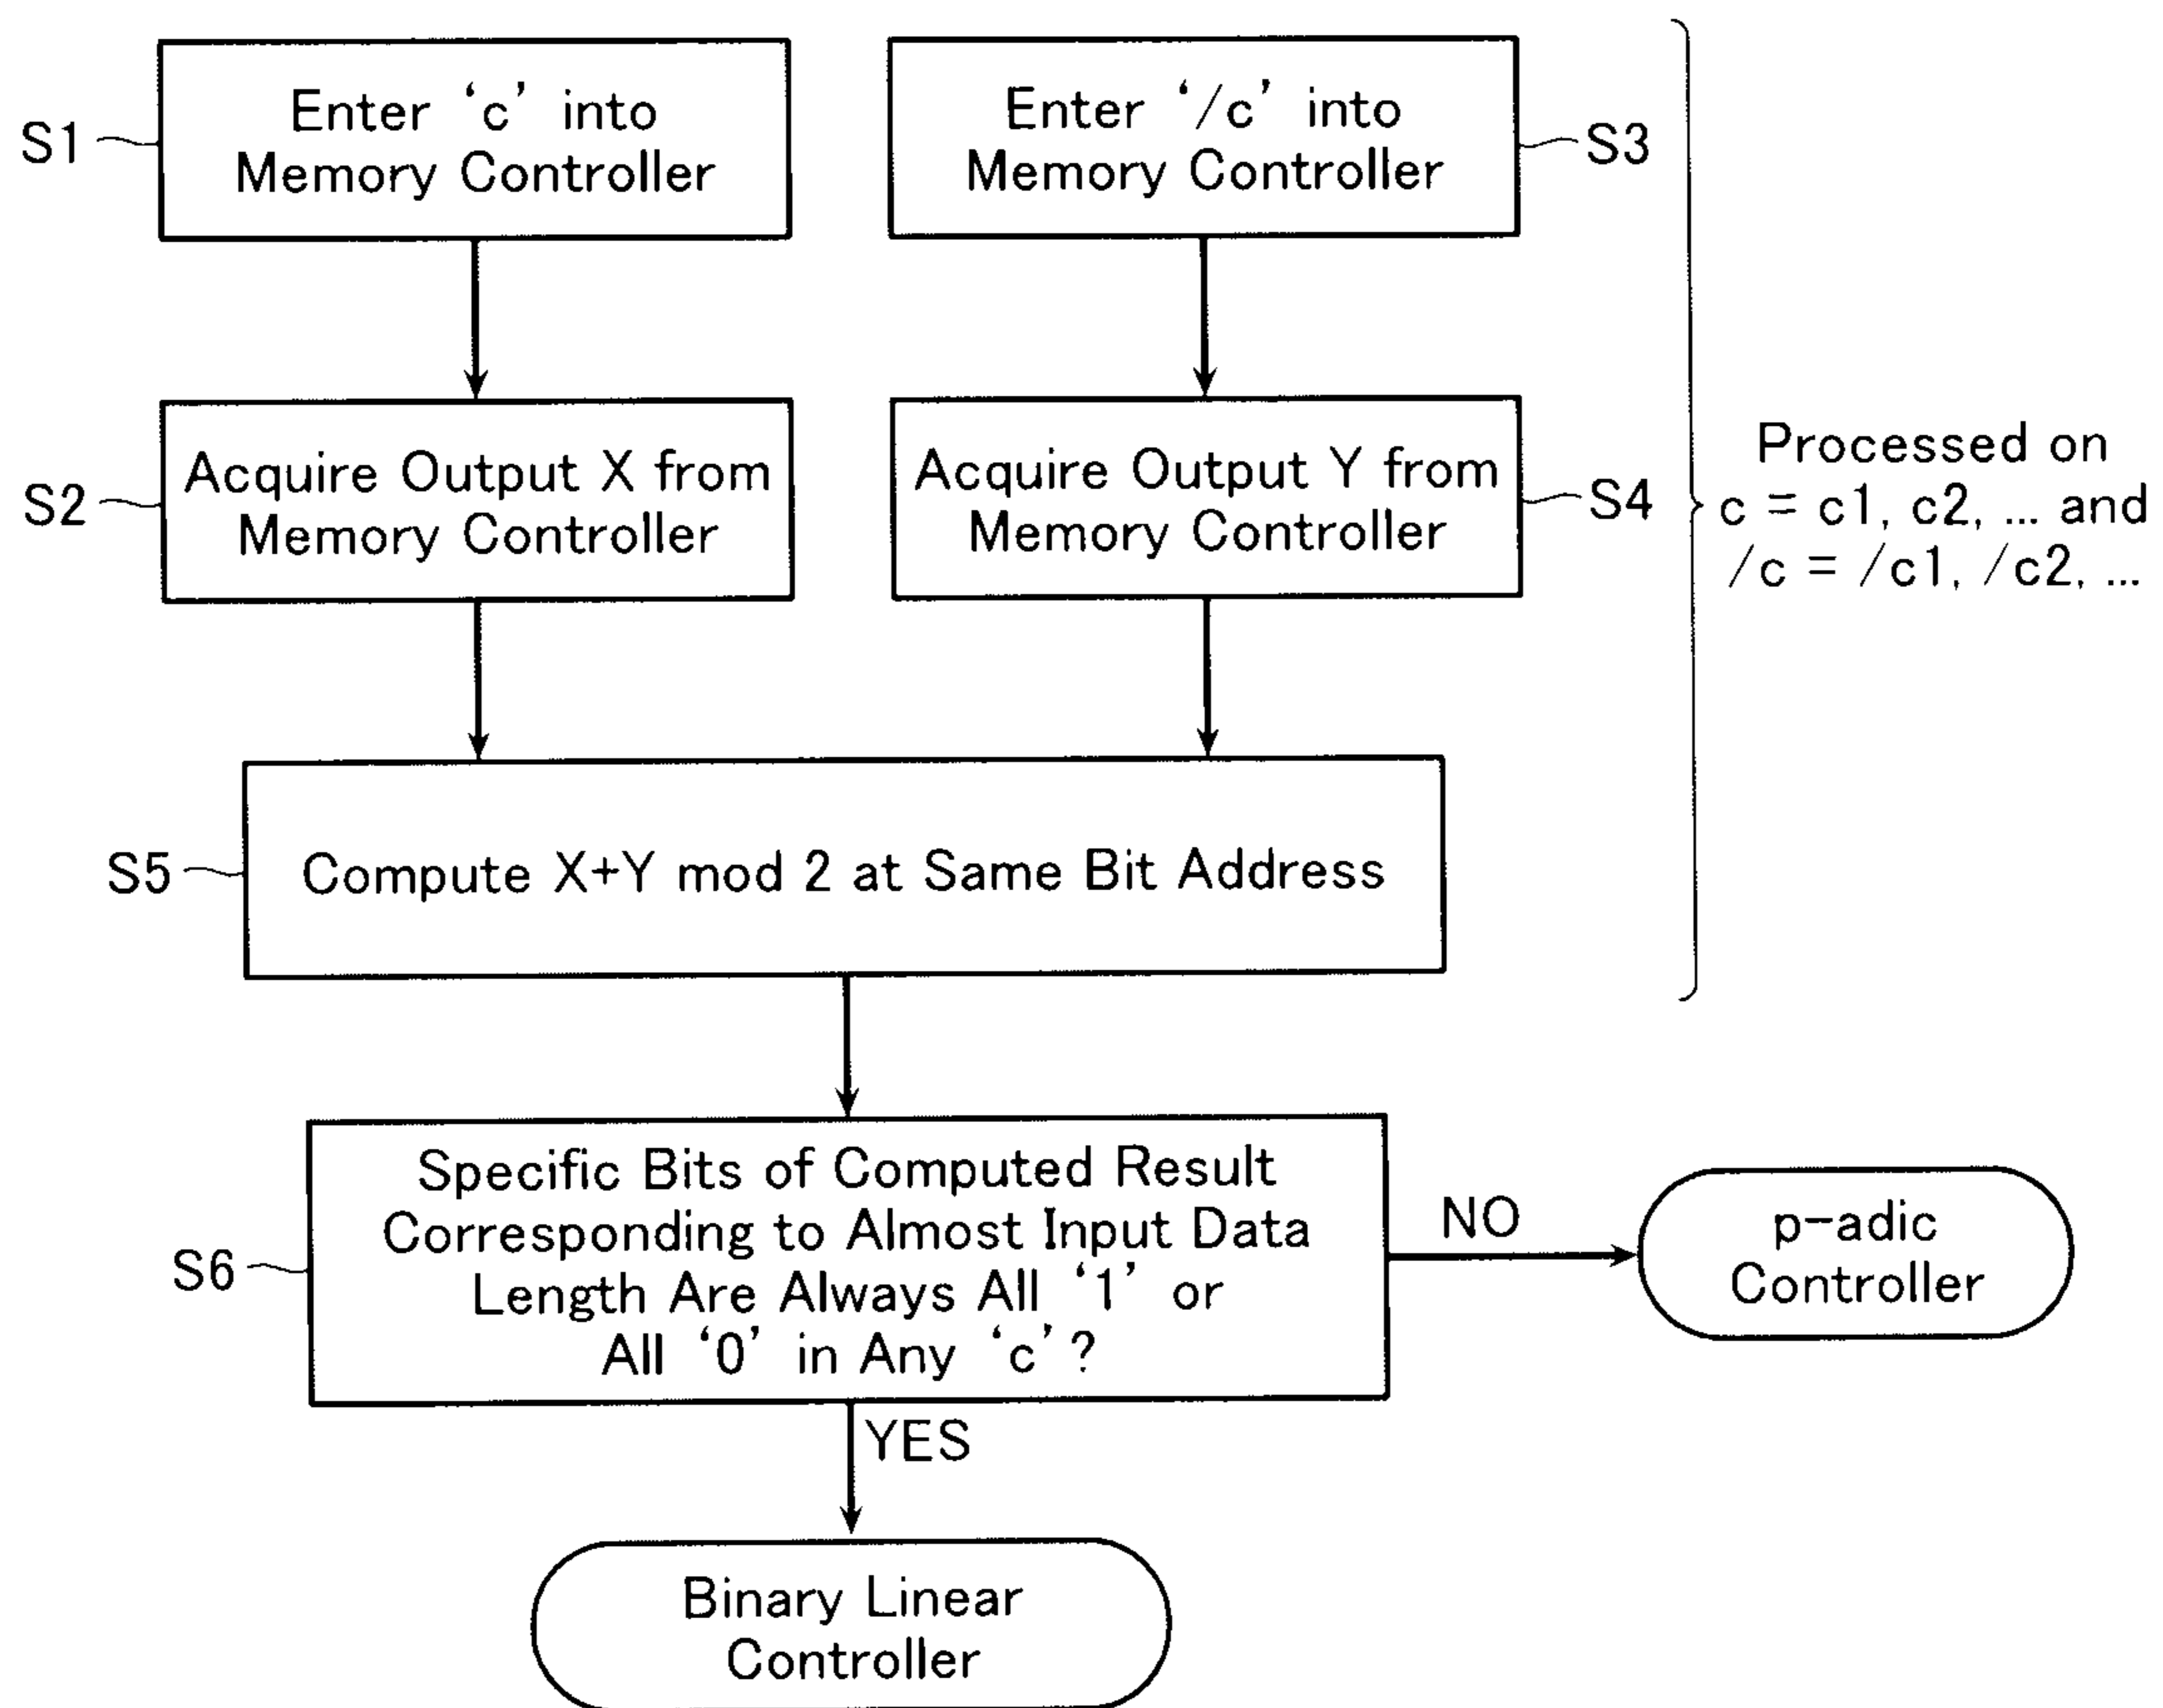 S1
Enter ‘c’ into
Memory Controller
Enter ‘/c’ into
Memory Controller
S3
S2
Acquire Output X from
Memory Controller
Acquire Output Y from
Memory Controller
S4
Processed on
c = c1, c2, ... and
/c = /c1, /c2, ...
S5
Compute X+Y mod 2 at Same Bit Address
S6
Specific Bits of Computed Result
Corresponding to Almost Input Data
Length Are Always All ‘1’ or
All ‘0’ in Any ‘c’?
NO
p-adic
Controller
YES
Binary Linear
Controller